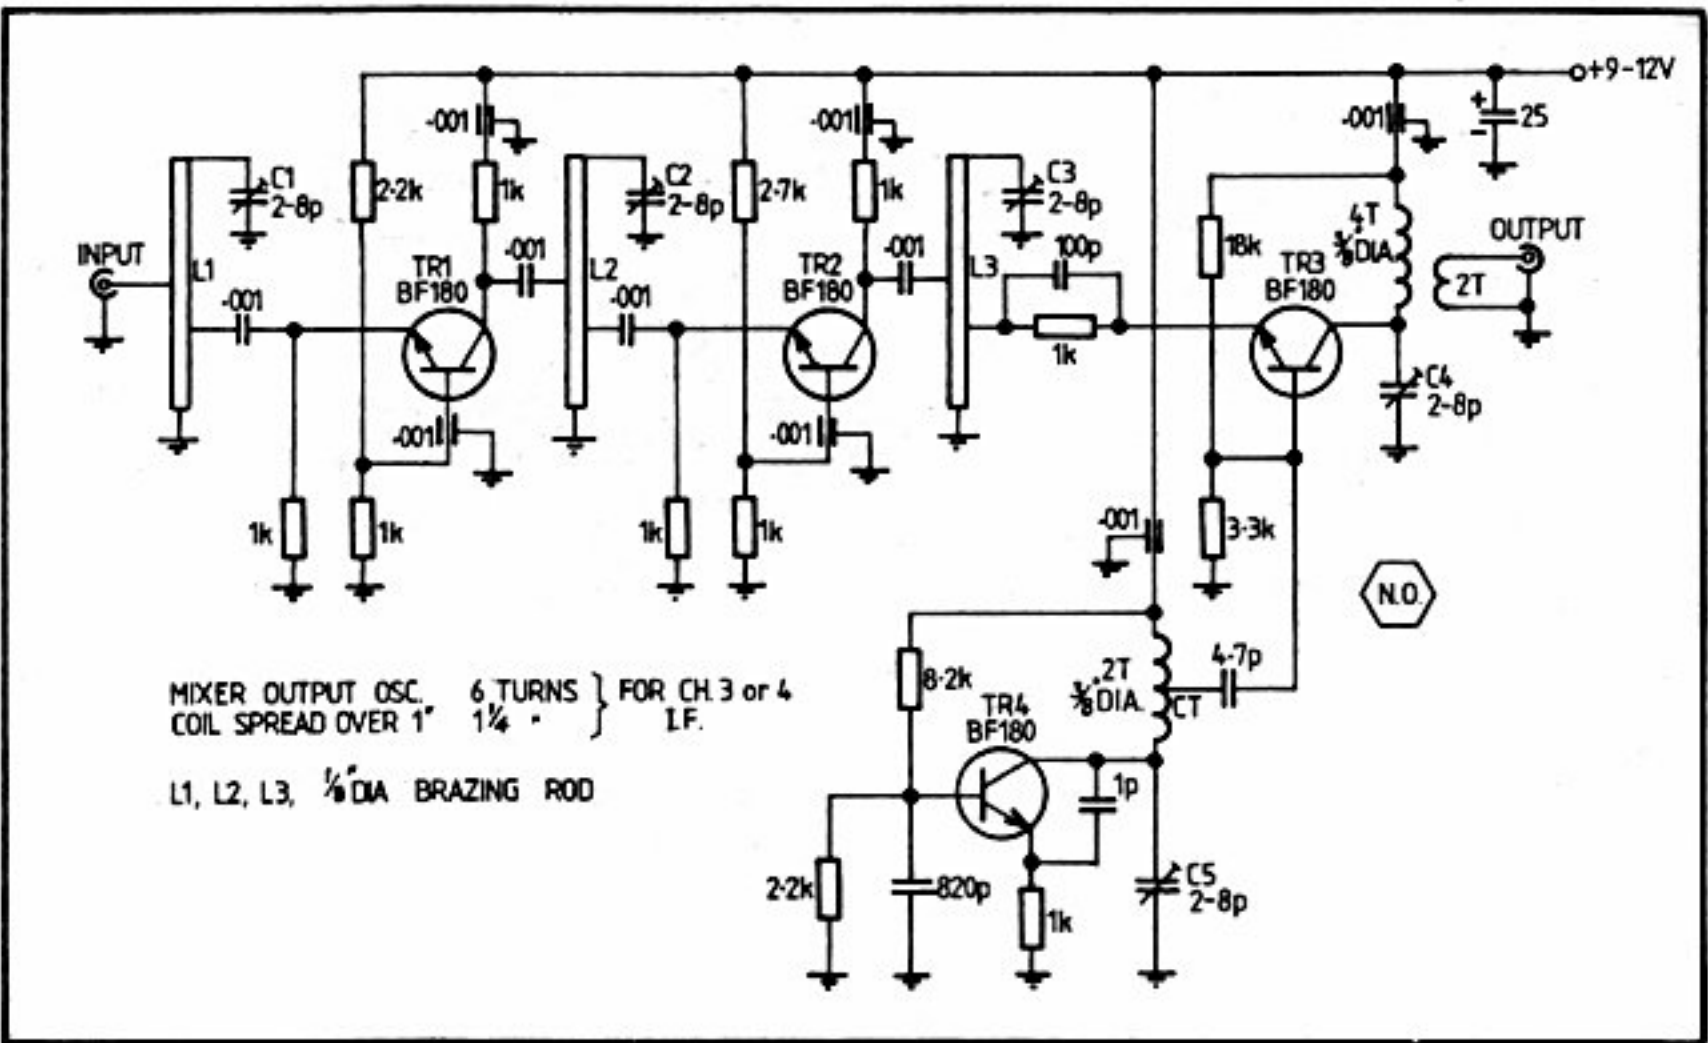 +9-12V
-001
-001
-001
+
-
25
C1
2-8p
2·2k
1k
C2
2-8p
2·7k
1k
C3
2-8p
INPUT
L1
-001
TR1
BF180
-001
L2
-001
TR2
BF180
-001
L3
100p
1k
18k
TR3
BF180
4T
3/8" DIA.
2T
OUTPUT
C4
2-8p
-001
-001
1k
1k
1k
1k
-001
3·3k
N.O.
8·2k
2T
3/8" DIA.
CT
4·7p
TR4
BF180
1p
2·2k
820p
1k
C5
2-8p
MIXER OUTPUT OSC. 6 TURNS } FOR CH.3 or 4
COIL SPREAD OVER 1" 1¼ " I.F.
L1, L2, L3, 1/8" DIA BRAZING ROD